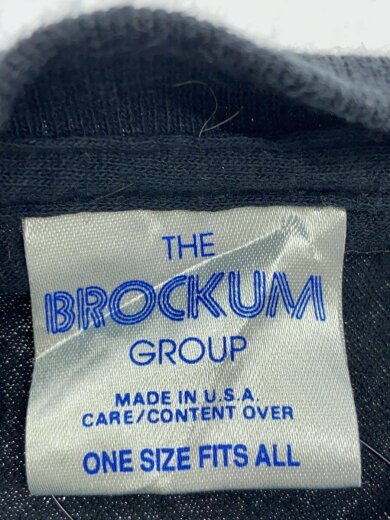 THE
BROCKUM
GROUP
MADE IN U.S.A.
CARE/CONTENT OVER
ONE SIZE FITS ALL